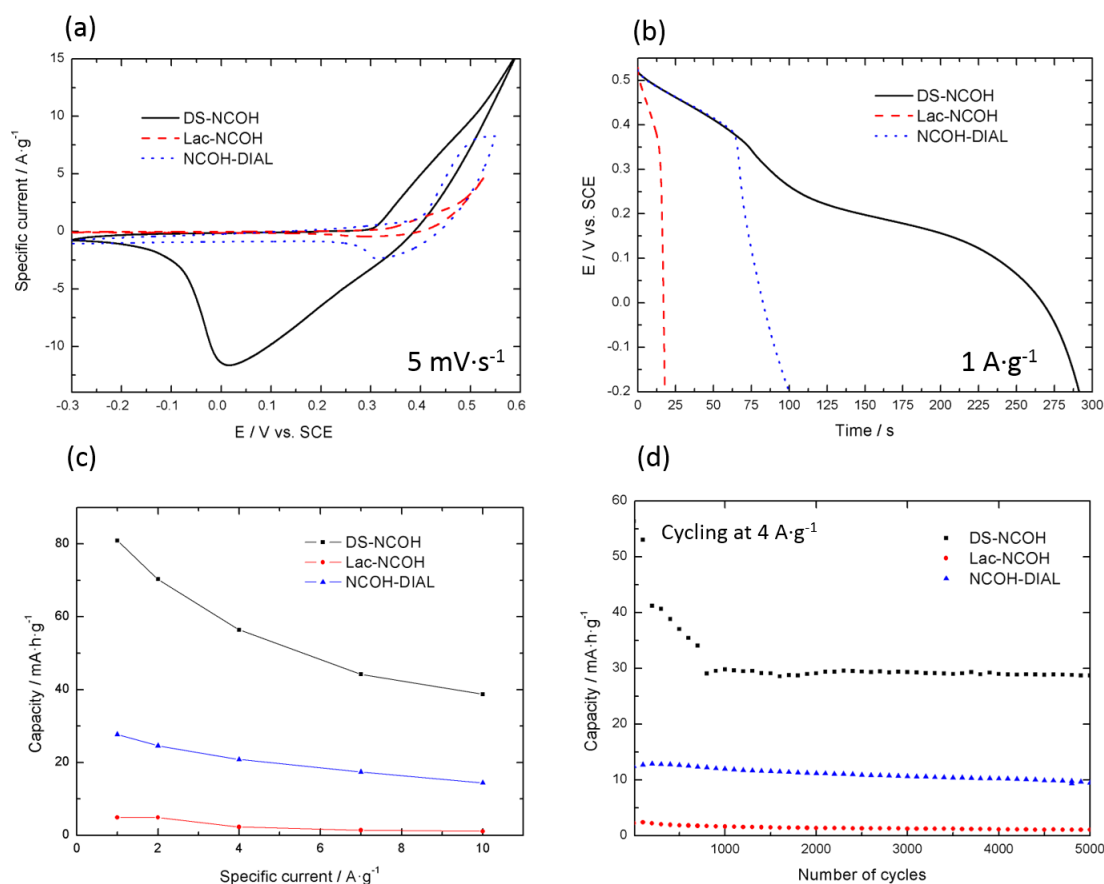 (a)
15
10
5
0
-5
-10
-0.3 -0.2 -0.1 0.0 0.1 0.2 0.3 0.4 0.5 0.6
Specific current / A·g⁻¹
E / V vs. SCE
DS-NCOH
Lac-NCOH
NCOH-DIAL
5 mV·s⁻¹
(b)
0.5
0.4
0.3
0.2
0.1
0.0
-0.1
-0.2
0 25 50 75 100 125 150 175 200 225 250 275 300
E / V vs. SCE
Time / s
DS-NCOH
Lac-NCOH
NCOH-DIAL
1 A·g⁻¹
(c)
80
60
40
20
0
0 2 4 6 8 10
Capacity / mA·h·g⁻¹
Specific current / A·g⁻¹
DS-NCOH
Lac-NCOH
NCOH-DIAL
(d)
60
50
40
30
20
10
0
1000 2000 3000 4000 5000
Capacity / mA·h·g⁻¹
Number of cycles
Cycling at 4 A·g⁻¹
DS-NCOH
Lac-NCOH
NCOH-DIAL